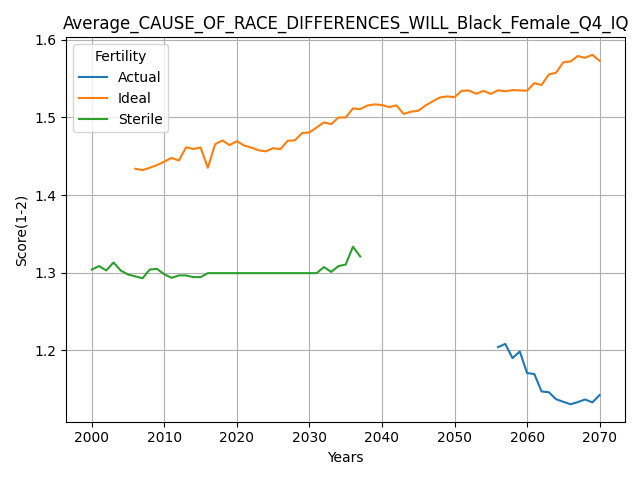 Average_CAUSE_OF_RACE_DIFFERENCES_WILL_Black_Female_Q4_IQ
1.6
Fertility
Actual
Ideal
Sterile
1.5
1.4
1.3
1.2
Score(1-2)
2000 2010 2020 2030 2040 2050 2060 2070
Years